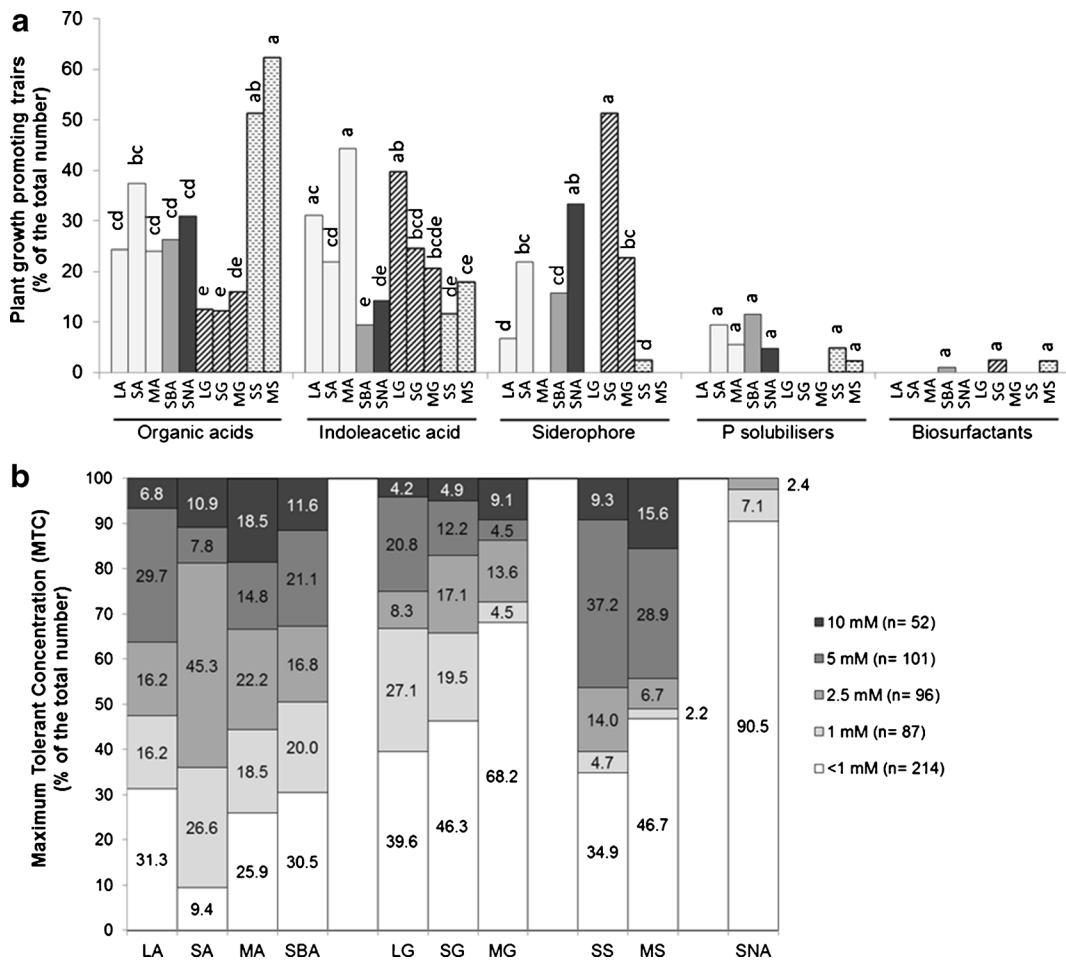 a
Plant growth promoting trairs
(% of the total number)
70
60
50
40
30
20
10
0
cd bc cd cd cd e e de ab a
ac cd a e de ab bcd bcde de ce
d bc cd ab a bc d
a a a a a a
a a a
LA SA MA SBA SNA LG SG MG SS MS
LA SA MA SBA SNA LG SG MG SS MS
LA SA MA SBA SNA LG SG MG SS MS
LA SA MA SBA SNA LG SG MG SS MS
LA SA MA SBA SNA LG SG MG SS MS
Organic acids Indoleacetic acid Siderophore P solubilisers Biosurfactants
b
Maximum Tolerant Concentration (MTC)
(% of the total number)
100
90
80
70
60
50
40
30
20
10
0
6.8 29.7 16.2 16.2 31.3
10.9 7.8 45.3 26.6 9.4
18.5 14.8 22.2 18.5 25.9
11.6 21.1 16.8 20.0 30.5
4.2 20.8 8.3 27.1 39.6
4.9 12.2 17.1 19.5 46.3
9.1 4.5 13.6 4.5 68.2
9.3 37.2 14.0 4.7 34.9
15.6 28.9 6.7 2.2 46.7
2.4 7.1 90.5
LA SA MA SBA LG SG MG SS MS SNA
10 mM (n= 52)
5 mM (n= 101)
2.5 mM (n= 96)
1 mM (n= 87)
<1 mM (n= 214)